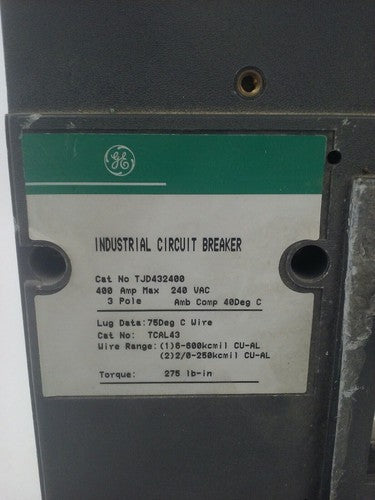 GE
INDUSTRIAL CIRCUIT BREAKER
Cat No TJD432400
400 Amp Max 240 VAC
3 Pole Amb Comp 40Deg C
Lug Data: 75Deg C Wire
Cat No: TCAL43
Wire Range: (1)6-600kcmil CU-AL
(2)2/0-250kcmil CU-AL
Torque: 275 lb-in